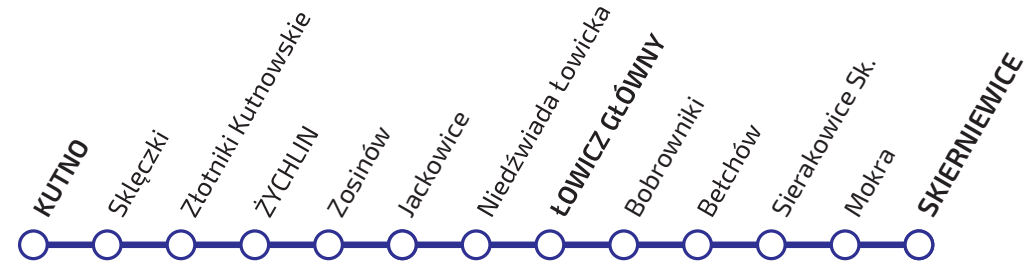 KUTNO
Sklęczki
Złotniki Kutnowskie
ŻYCHLIN
Zosinów
Jackowice
Niedźwiada Łowicka
ŁOWICZ GŁÓWNY
Bobrowniki
Bełchów
Sierakowice Sk.
Mokra
SKIERNIEWICE